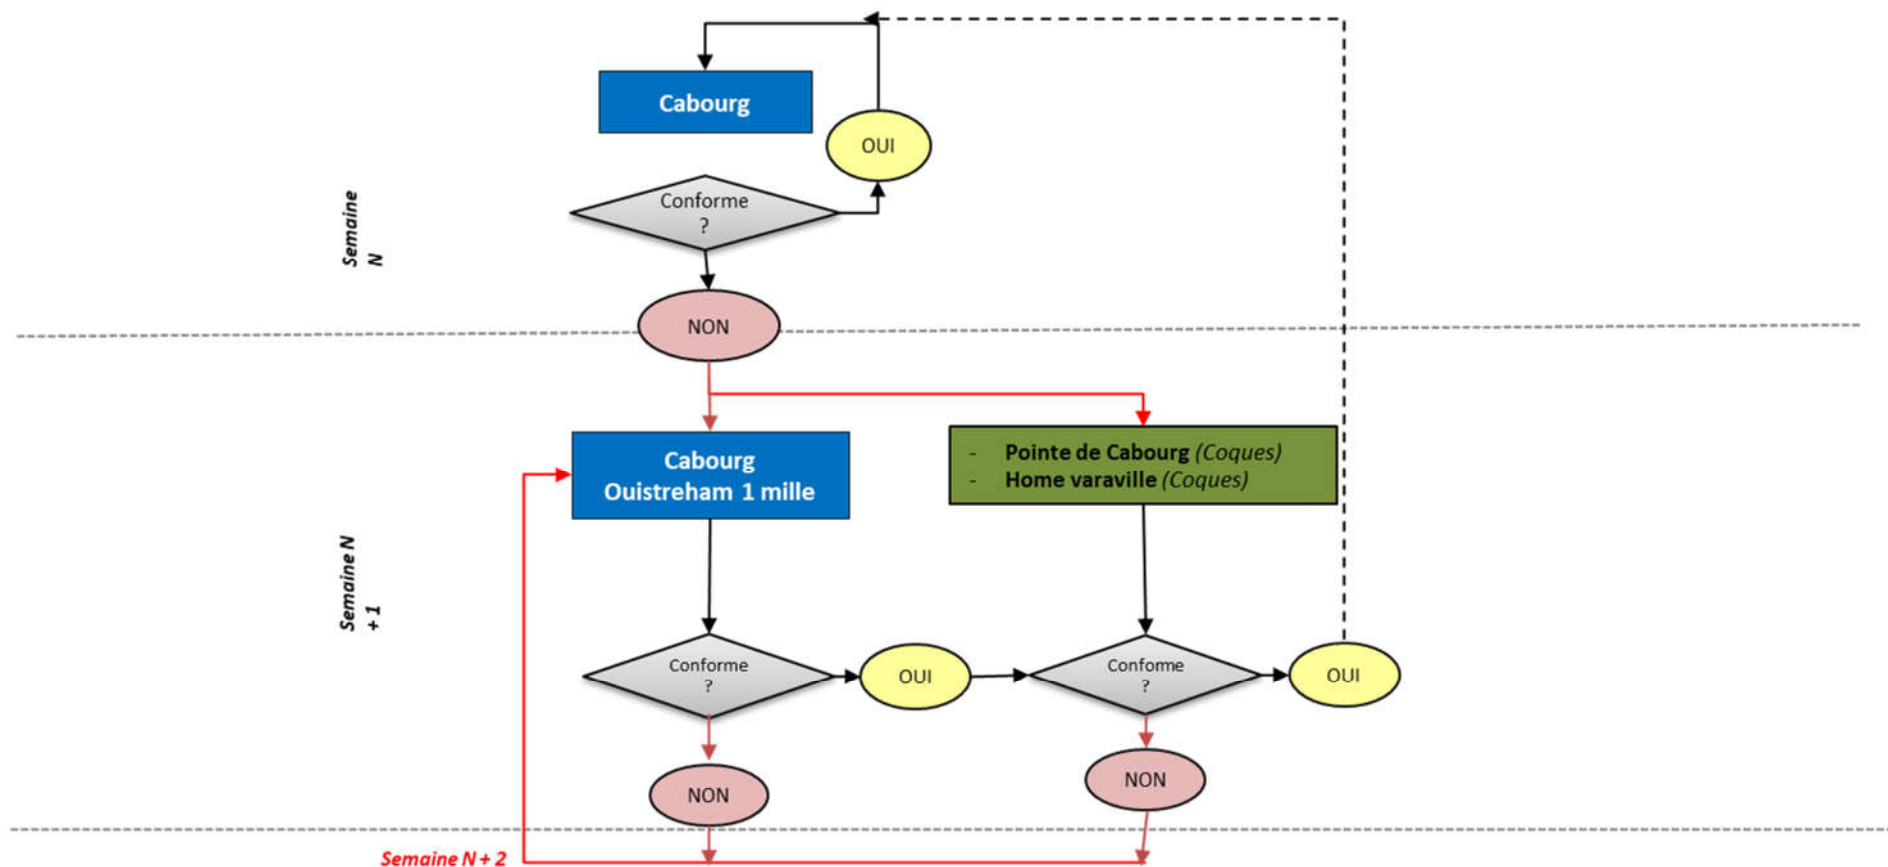 Cabourg
OUI
Conforme
?
Semaine
N
NON
Cabourg
Ouistreham 1 mille
- Pointe de Cabourg (Coques)
- Home varaville (Coques)
Semaine N
+ 1
Conforme
?
OUI
Conforme
?
OUI
NON
NON
Semaine N + 2